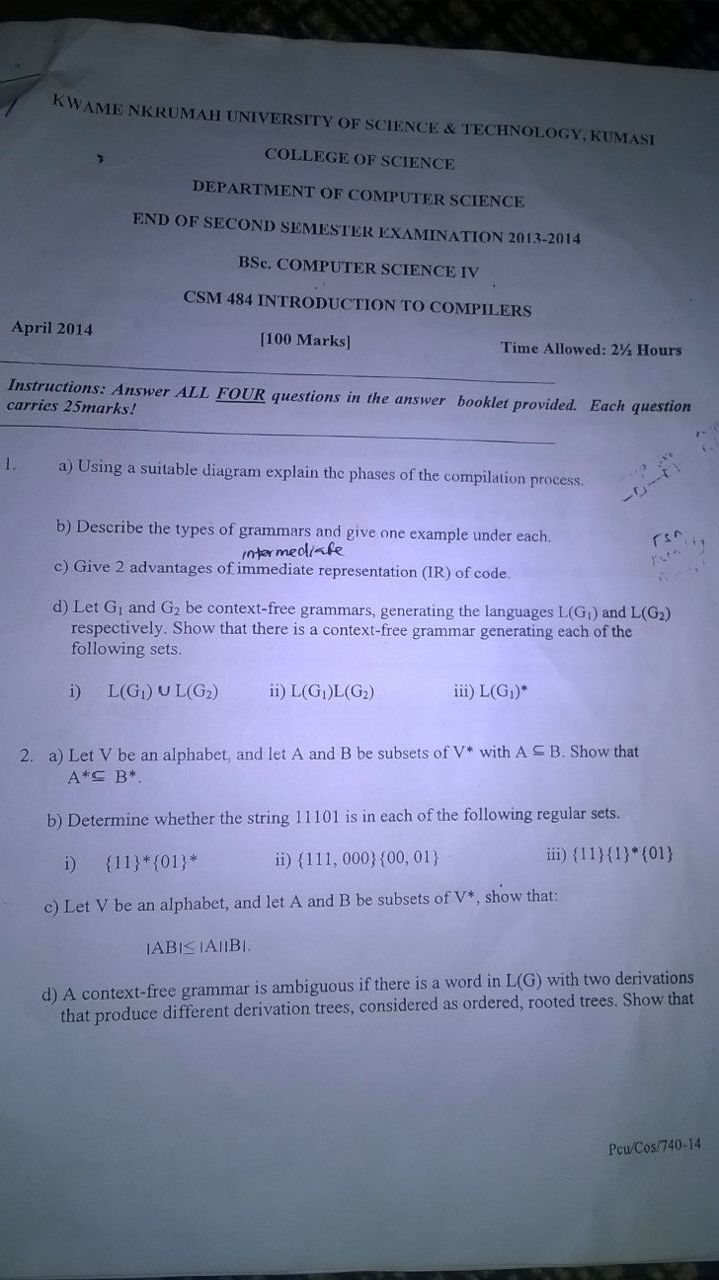 KWAME NKRUMAH UNIVERSITY OF SCIENCE & TECHNOLOGY, KUMASI
COLLEGE OF SCIENCE
DEPARTMENT OF COMPUTER SCIENCE
END OF SECOND SEMESTER EXAMINATION 2013-2014
BSc. COMPUTER SCIENCE IV
CSM 484 INTRODUCTION TO COMPILERS
April 2014 [100 Marks] Time Allowed: 2½ Hours
Instructions: Answer ALL FOUR questions in the answer booklet provided. Each question
carries 25marks!
1. a) Using a suitable diagram explain the phases of the compilation process.
b) Describe the types of grammars and give one example under each.
intermediate
c) Give 2 advantages of immediate representation (IR) of code.
d) Let G₁ and G₂ be context-free grammars, generating the languages L(G₁) and L(G₂)
respectively. Show that there is a context-free grammar generating each of the
following sets.
i) L(G₁) ∪ L(G₂) ii) L(G₁)L(G₂) iii) L(G₁)*
2. a) Let V be an alphabet, and let A and B be subsets of V* with A ⊆ B. Show that
A*⊆ B*.
b) Determine whether the string 11101 is in each of the following regular sets.
i) {11}*{01}* ii) {111, 000}{00, 01} iii) {11}{1}*{01}
c) Let V be an alphabet, and let A and B be subsets of V*, show that:
|AB|≤ |A||B|.
d) A context-free grammar is ambiguous if there is a word in L(G) with two derivations
that produce different derivation trees, considered as ordered, rooted trees. Show that
Pcu/Cos/740-14